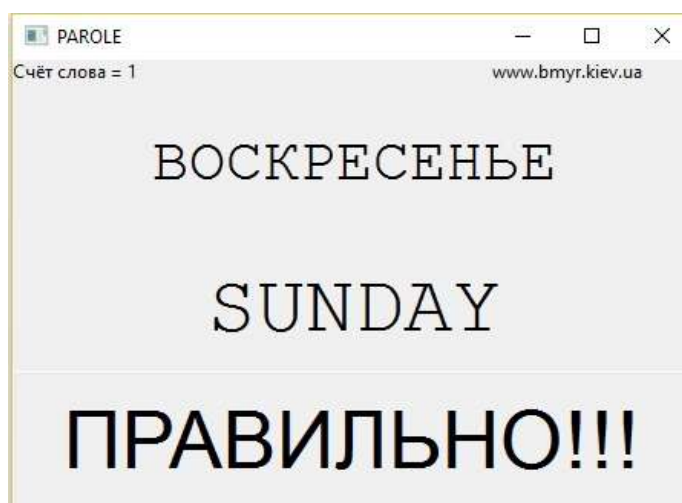 PAROLE
Счёт слова = 1 www.bmyr.kiev.ua
ВОСКРЕСЕНЬЕ
SUNDAY
ПРАВИЛЬНО!!!